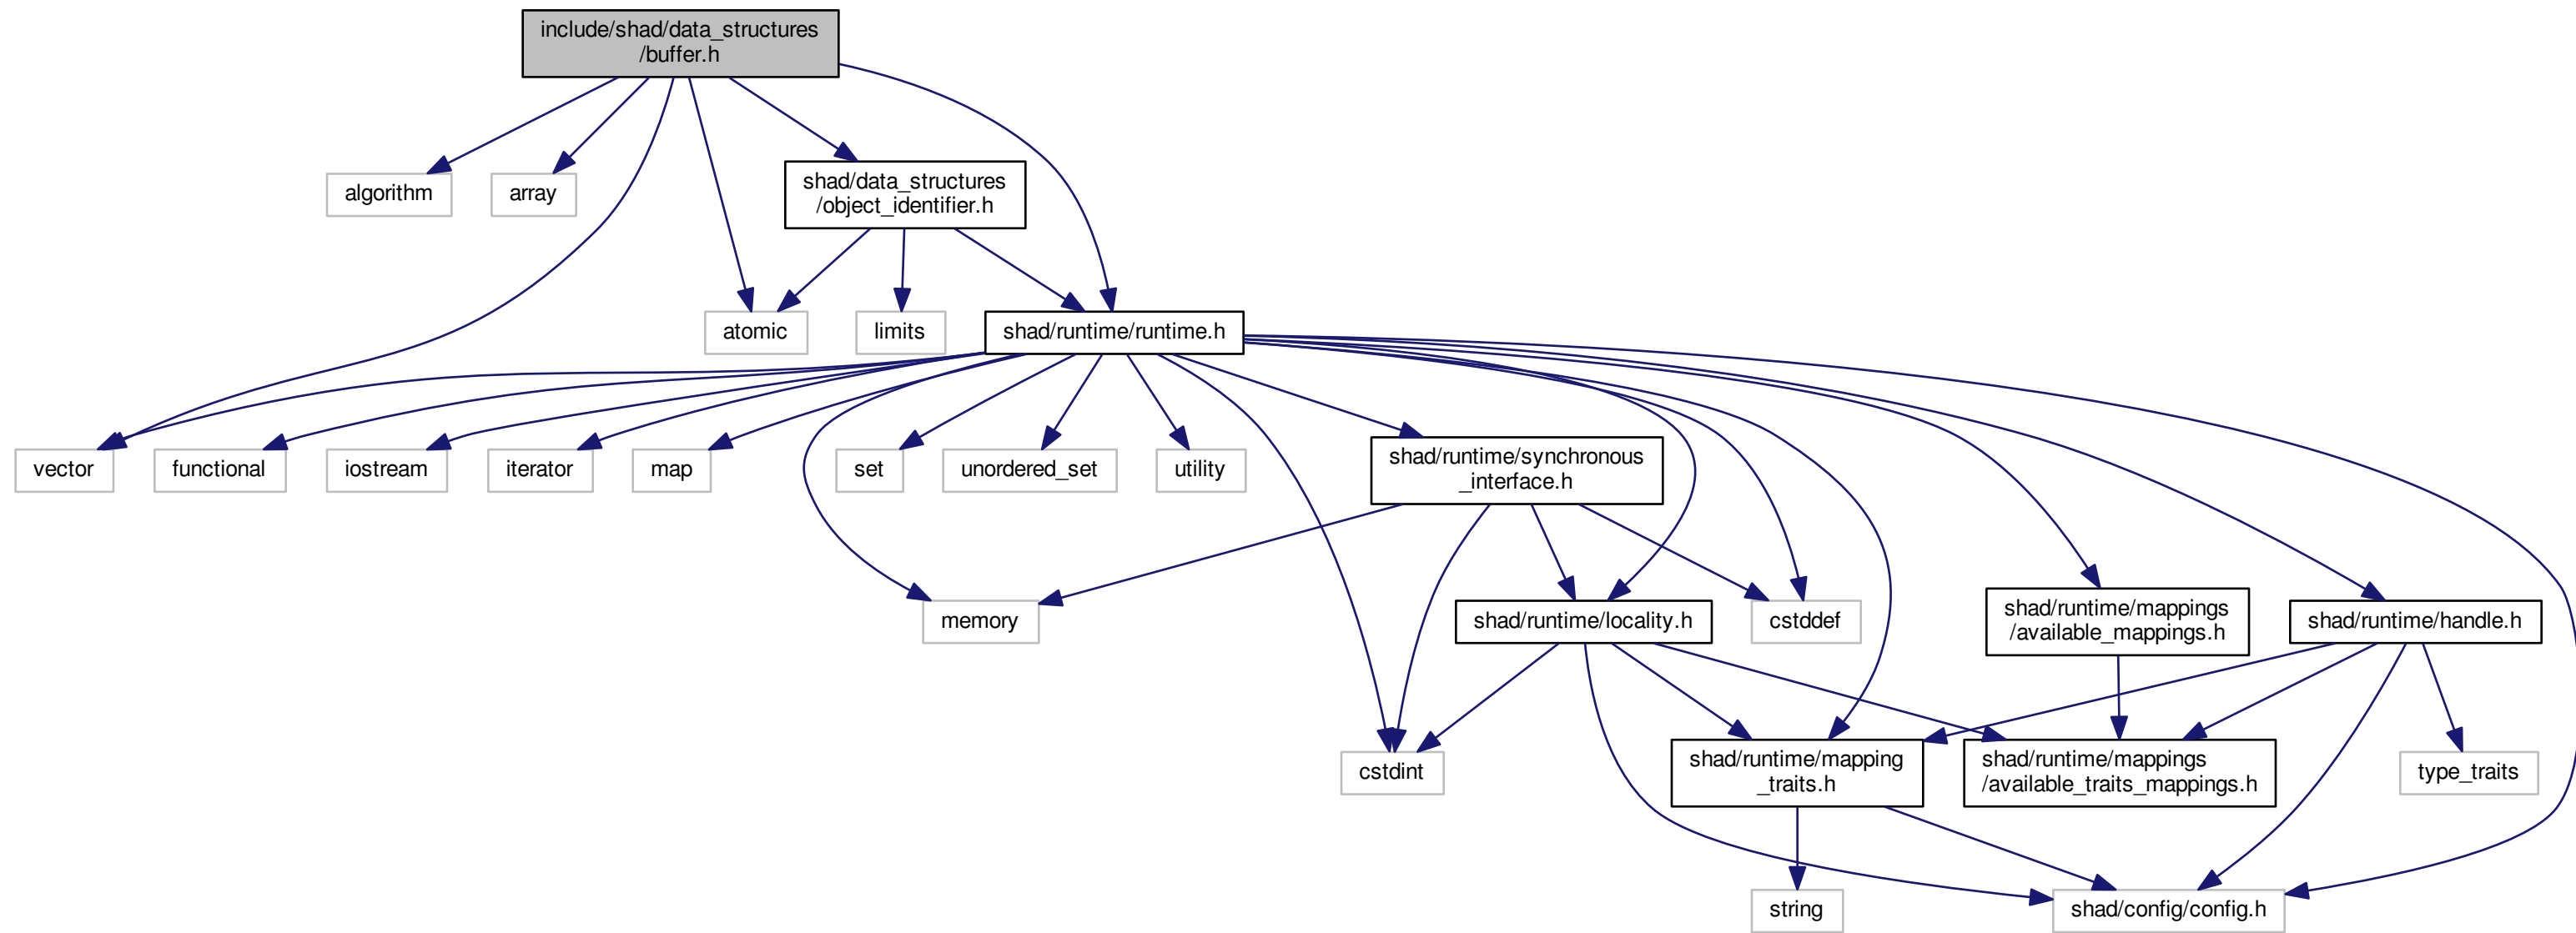 include/shad/data_structures
/buffer.h
algorithm
array
shad/data_structures
/object_identifier.h
atomic
limits
shad/runtime/runtime.h
vector
functional
iostream
iterator
map
set
unordered_set
utility
shad/runtime/synchronous
_interface.h
memory
shad/runtime/locality.h
cstddef
shad/runtime/mappings
/available_mappings.h
shad/runtime/handle.h
cstdint
shad/runtime/mapping
_traits.h
shad/runtime/mappings
/available_traits_mappings.h
type_traits
string
shad/config/config.h